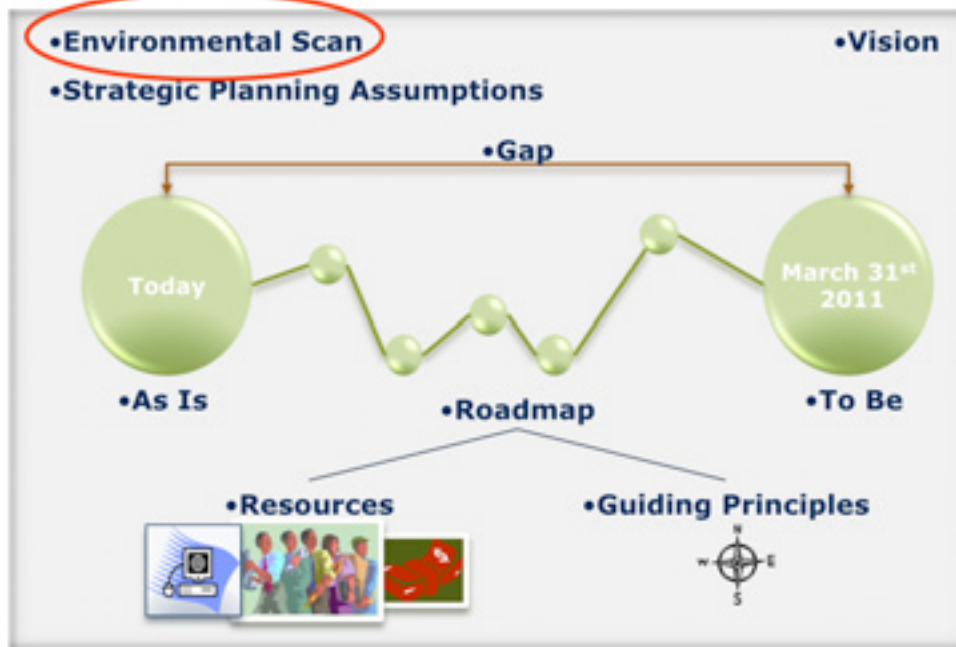 •Environmental Scan
•Vision
•Strategic Planning Assumptions
•Gap
Today
March 31st
2011
•As Is
•Roadmap
•To Be
•Resources
•Guiding Principles
N
W E
S